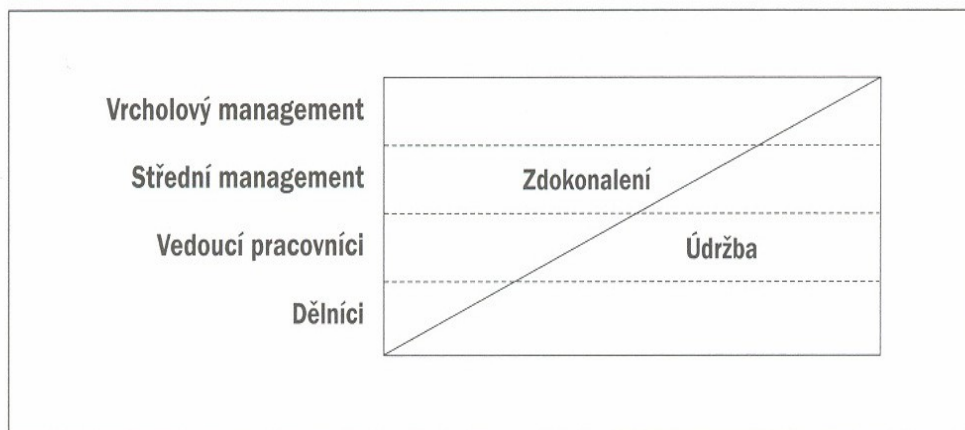 Vrcholový management
Střední management
Zdokonalení
Vedoucí pracovníci
Údržba
Dělníci